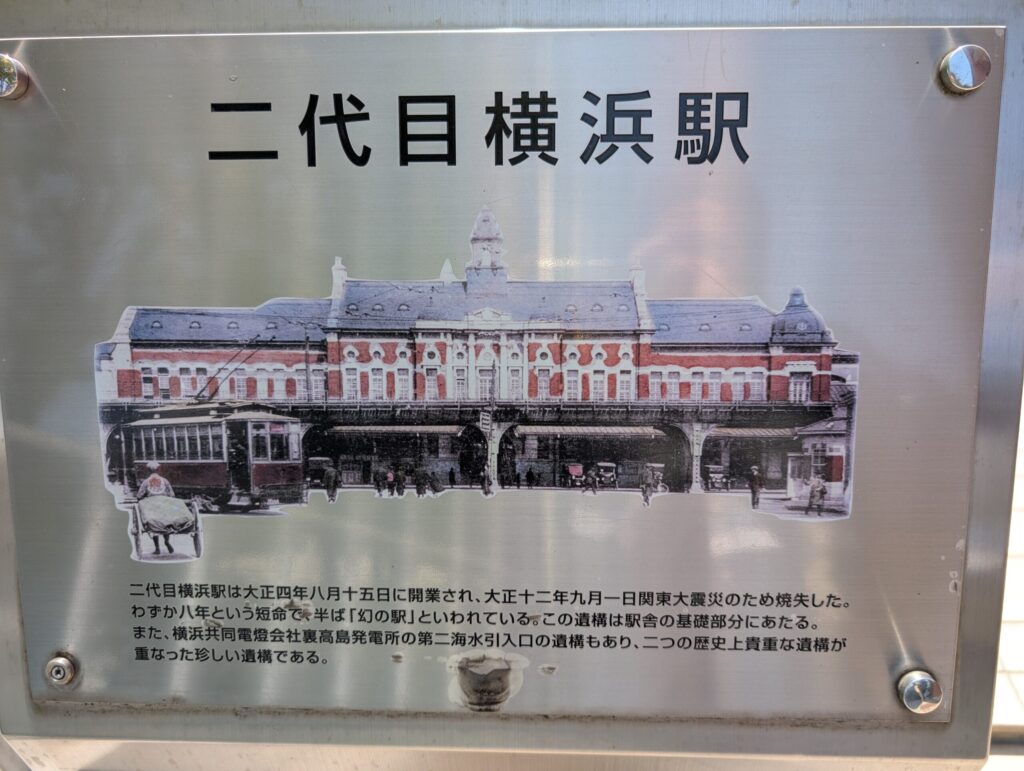 二代目横浜駅
二代目横浜駅は大正四年八月十五日に開業され、大正十二年九月一日関東大震災のため焼失した。
わずか八年という短命で、半ば「幻の駅」といわれている。この遺構は駅舎の基礎部分にあたる。
また、横浜共同電燈会社裏高島発電所の第二海水引入口の遺構もあり、二つの歴史上貴重な遺構が
重なった珍しい遺構である。